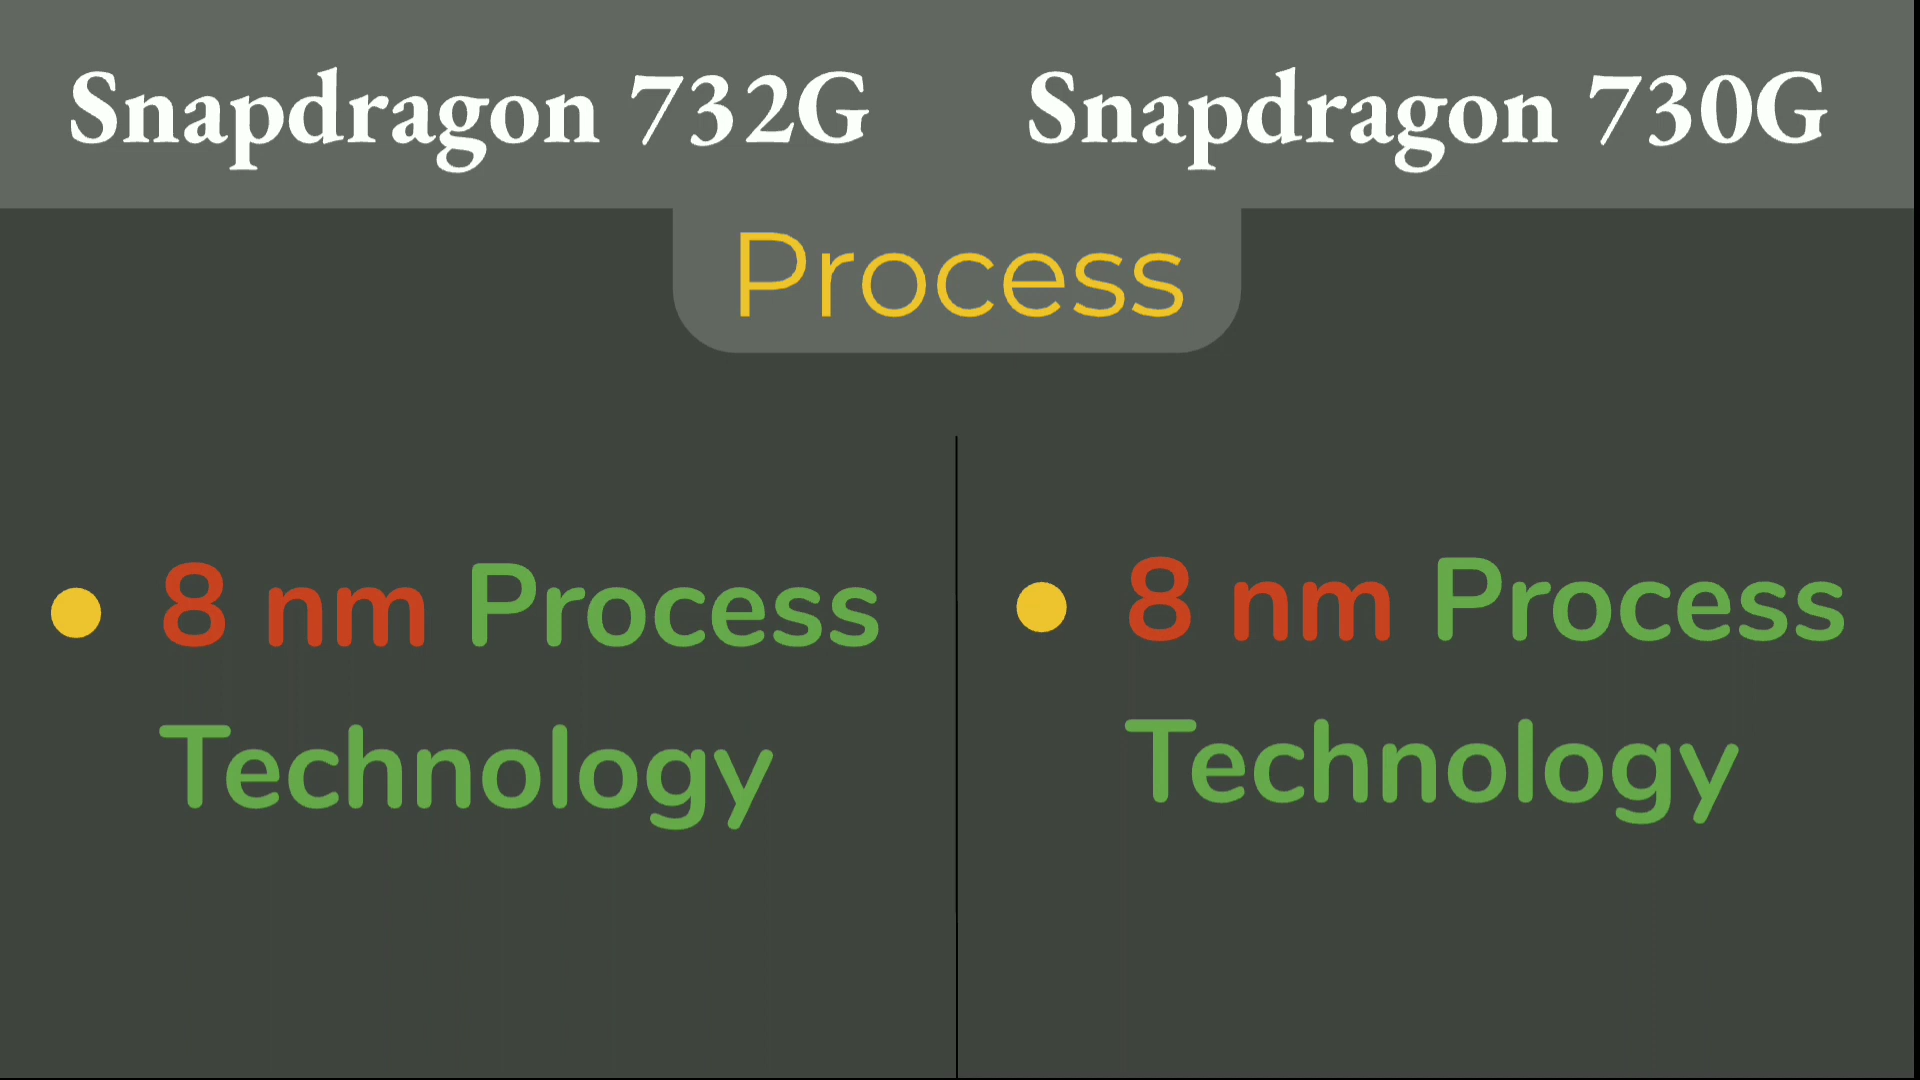 Snapdragon 732G
Snapdragon 730G
Process
8 nm Process
Technology
8 nm Process
Technology